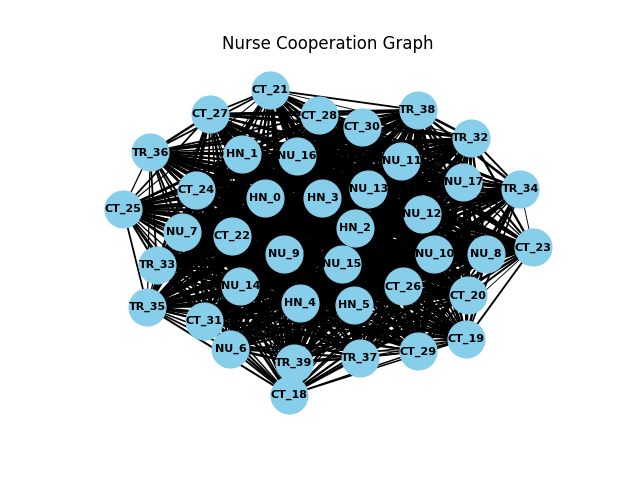 Nurse Cooperation Graph
CT_21
CT_27
CT_28
TR_38
CT_30
TR_32
TR_36
HN_1
NU_16
NU_11
NU_17
CT_24
NU_13
TR_34
HN_0
HN_3
CT_25
NU_12
HN_2
NU_7
CT_22
CT_23
NU_9
NU_10
NU_8
TR_33
NU_15
NU_14
CT_26
CT_20
TR_35
HN_4
HN_5
CT_31
CT_19
NU_6
CT_29
TR_39
TR_37
CT_18